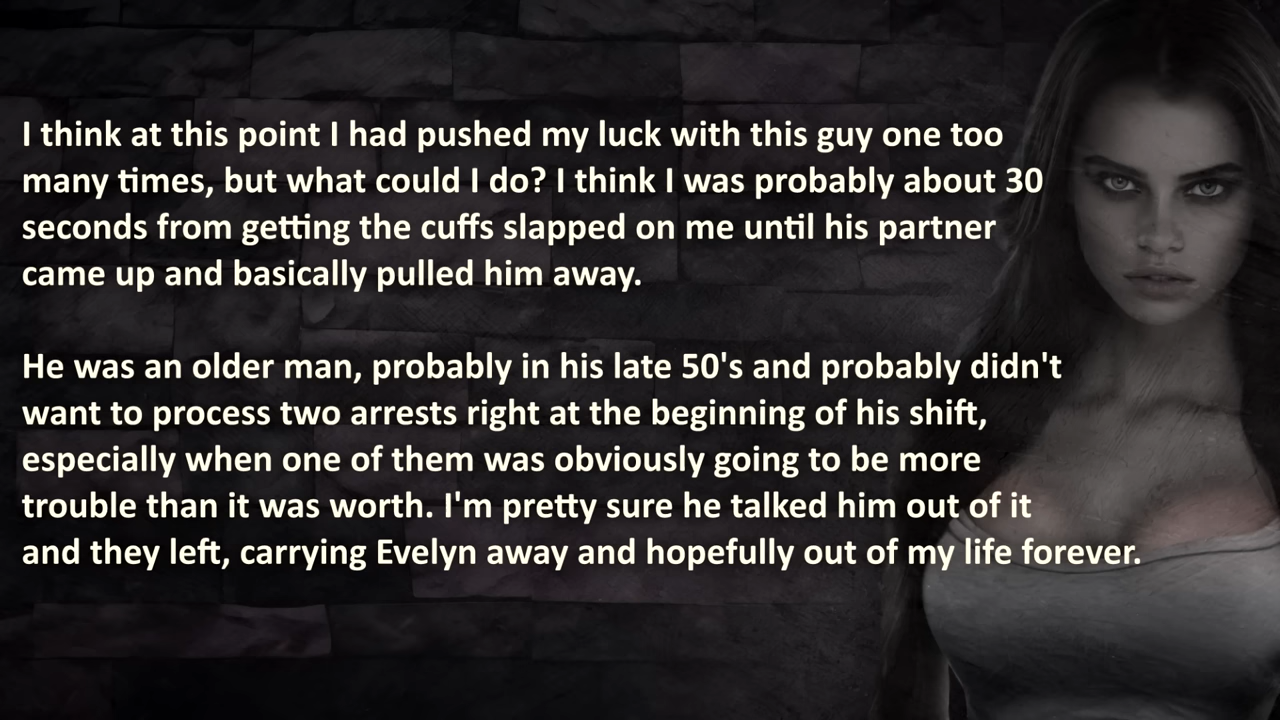 I think at this point I had pushed my luck with this guy one too
many times, but what could I do? I think I was probably about 30
seconds from getting the cuffs slapped on me until his partner
came up and basically pulled him away.
He was an older man, probably in his late 50's and probably didn't
want to process two arrests right at the beginning of his shift,
especially when one of them was obviously going to be more
trouble than it was worth. I'm pretty sure he talked him out of it
and they left, carrying Evelyn away and hopefully out of my life forever.